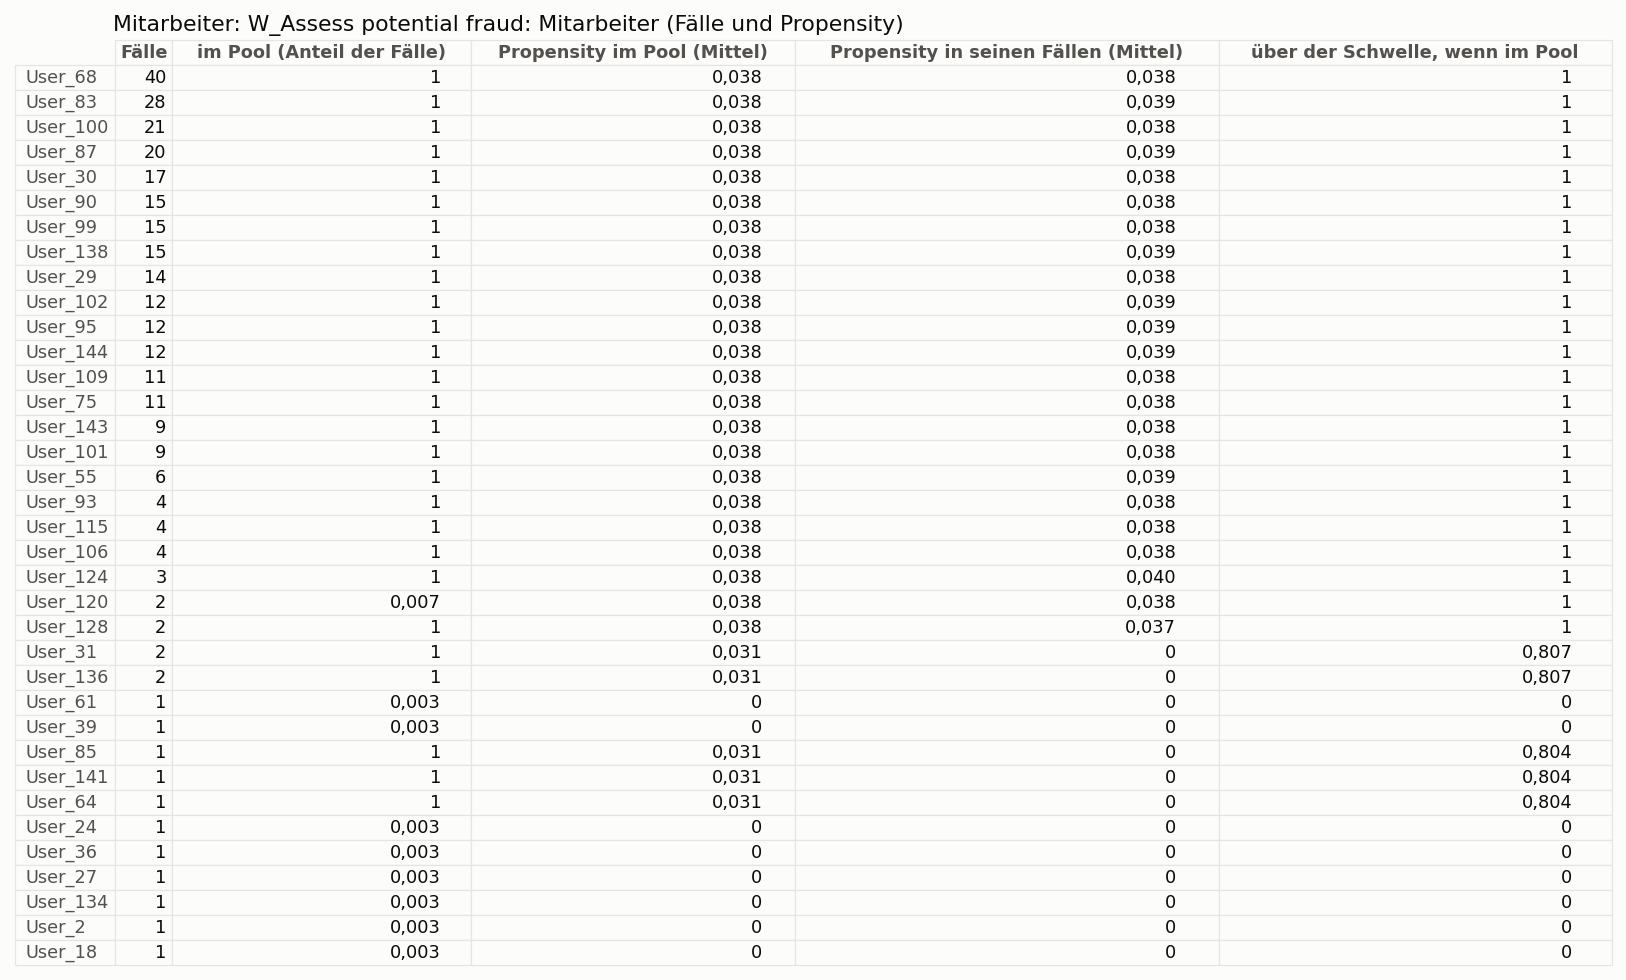 Mitarbeiter: W_Assess potential fraud: Mitarbeiter (Fälle und Propensity)
Fälle im Pool (Anteil der Fälle) Propensity im Pool (Mittel) Propensity in seinen Fällen (Mittel) über der Schwelle, wenn im Pool
User_68 40 1 0,038 0,038 1
User_83 28 1 0,038 0,039 1
User_100 21 1 0,038 0,038 1
User_87 20 1 0,038 0,039 1
User_30 17 1 0,038 0,038 1
User_90 15 1 0,038 0,038 1
User_99 15 1 0,038 0,038 1
User_138 15 1 0,038 0,039 1
User_29 14 1 0,038 0,038 1
User_102 12 1 0,038 0,039 1
User_95 12 1 0,038 0,039 1
User_144 12 1 0,038 0,039 1
User_109 11 1 0,038 0,038 1
User_75 11 1 0,038 0,038 1
User_143 9 1 0,038 0,038 1
User_101 9 1 0,038 0,038 1
User_55 6 1 0,038 0,039 1
User_93 4 1 0,038 0,038 1
User_115 4 1 0,038 0,038 1
User_106 4 1 0,038 0,038 1
User_124 3 1 0,038 0,040 1
User_120 2 0,007 0,038 0,038 1
User_128 2 1 0,038 0,037 1
User_31 2 1 0,031 0 0,807
User_136 2 1 0,031 0 0,807
User_61 1 0,003 0 0 0
User_39 1 0,003 0 0 0
User_85 1 1 0,031 0 0,804
User_141 1 1 0,031 0 0,804
User_64 1 1 0,031 0 0,804
User_24 1 0,003 0 0 0
User_36 1 0,003 0 0 0
User_27 1 0,003 0 0 0
User_134 1 0,003 0 0 0
User_2 1 0,003 0 0 0
User_18 1 0,003 0 0 0